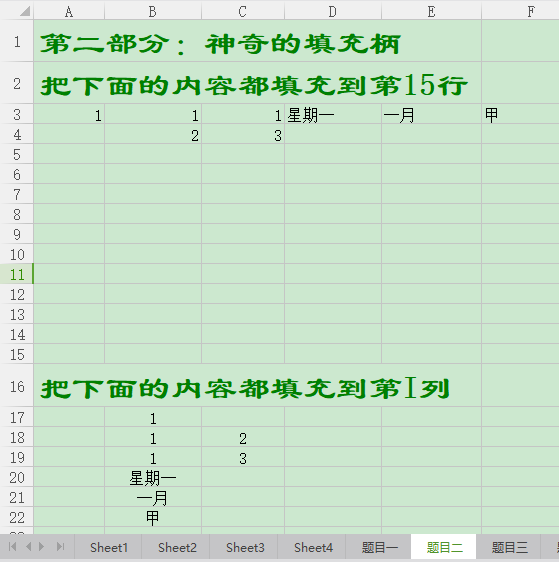 A B C D E F
1 第二部分：神奇的填充柄
2 把下面的内容都填充到第15行
3 1 1 1 星期一 一月 甲
4 2 3
5
6
7
8
9
10
11
12
13
14
15
16 把下面的内容都填充到第I列
17 1
18 1 2
19 1 3
20 星期一
21 一月
22 甲
Sheet1 Sheet2 Sheet3 Sheet4 题目一 题目二 题目三